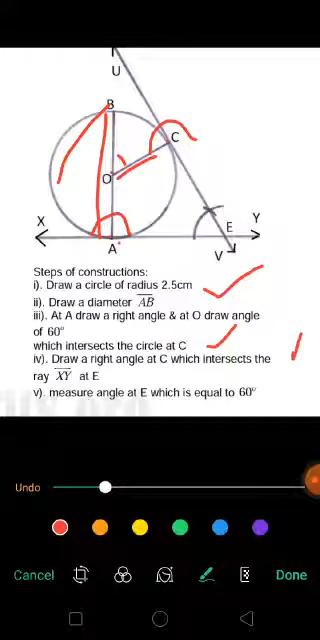 U
B
C
O
X
E
Y
A
V
Steps of constructions:
i). Draw a circle of radius 2.5cm
ii). Draw a diameter AB
iii). At A draw a right angle & at O draw angle
of 60°
which intersects the circle at C
iv). Draw a right angle at C which intersects the
ray XY at E
v). measure angle at E which is equal to 60°
Undo
Cancel
Done